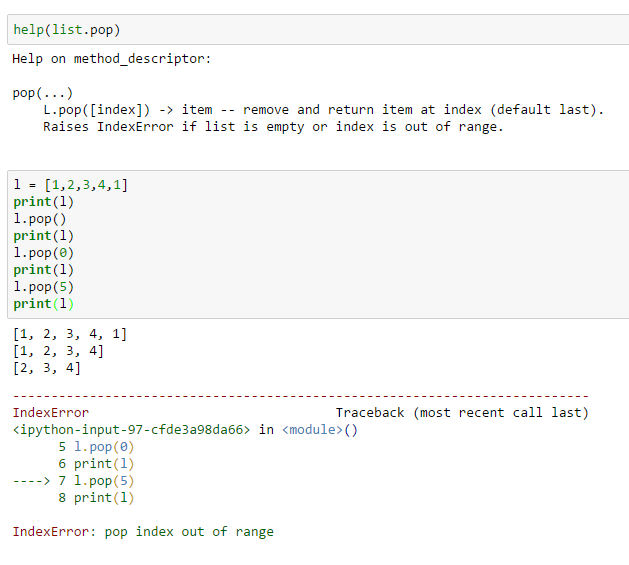 help(list.pop)
Help on method_descriptor:
pop(...)
    L.pop([index]) -> item -- remove and return item at index (default last).
    Raises IndexError if list is empty or index is out of range.
l = [1,2,3,4,1]
print(l)
l.pop()
print(l)
l.pop(0)
print(l)
l.pop(5)
print(l)
[1, 2, 3, 4, 1]
[1, 2, 3, 4]
[2, 3, 4]
---------------------------------------------------------------------------
IndexError                                Traceback (most recent call last)
<ipython-input-97-cfde3a98da66> in <module>()
      5 l.pop(0)
      6 print(l)
----> 7 l.pop(5)
      8 print(l)
IndexError: pop index out of range